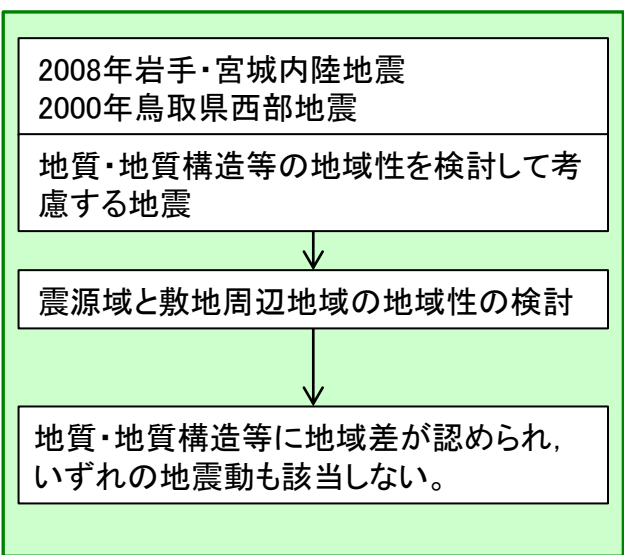 2008年岩手・宮城内陸地震
2000年鳥取県西部地震
地質・地質構造等の地域性を検討して考
慮する地震
震源域と敷地周辺地域の地域性の検討
地質・地質構造等に地域差が認められ，
いずれの地震動も該当しない。